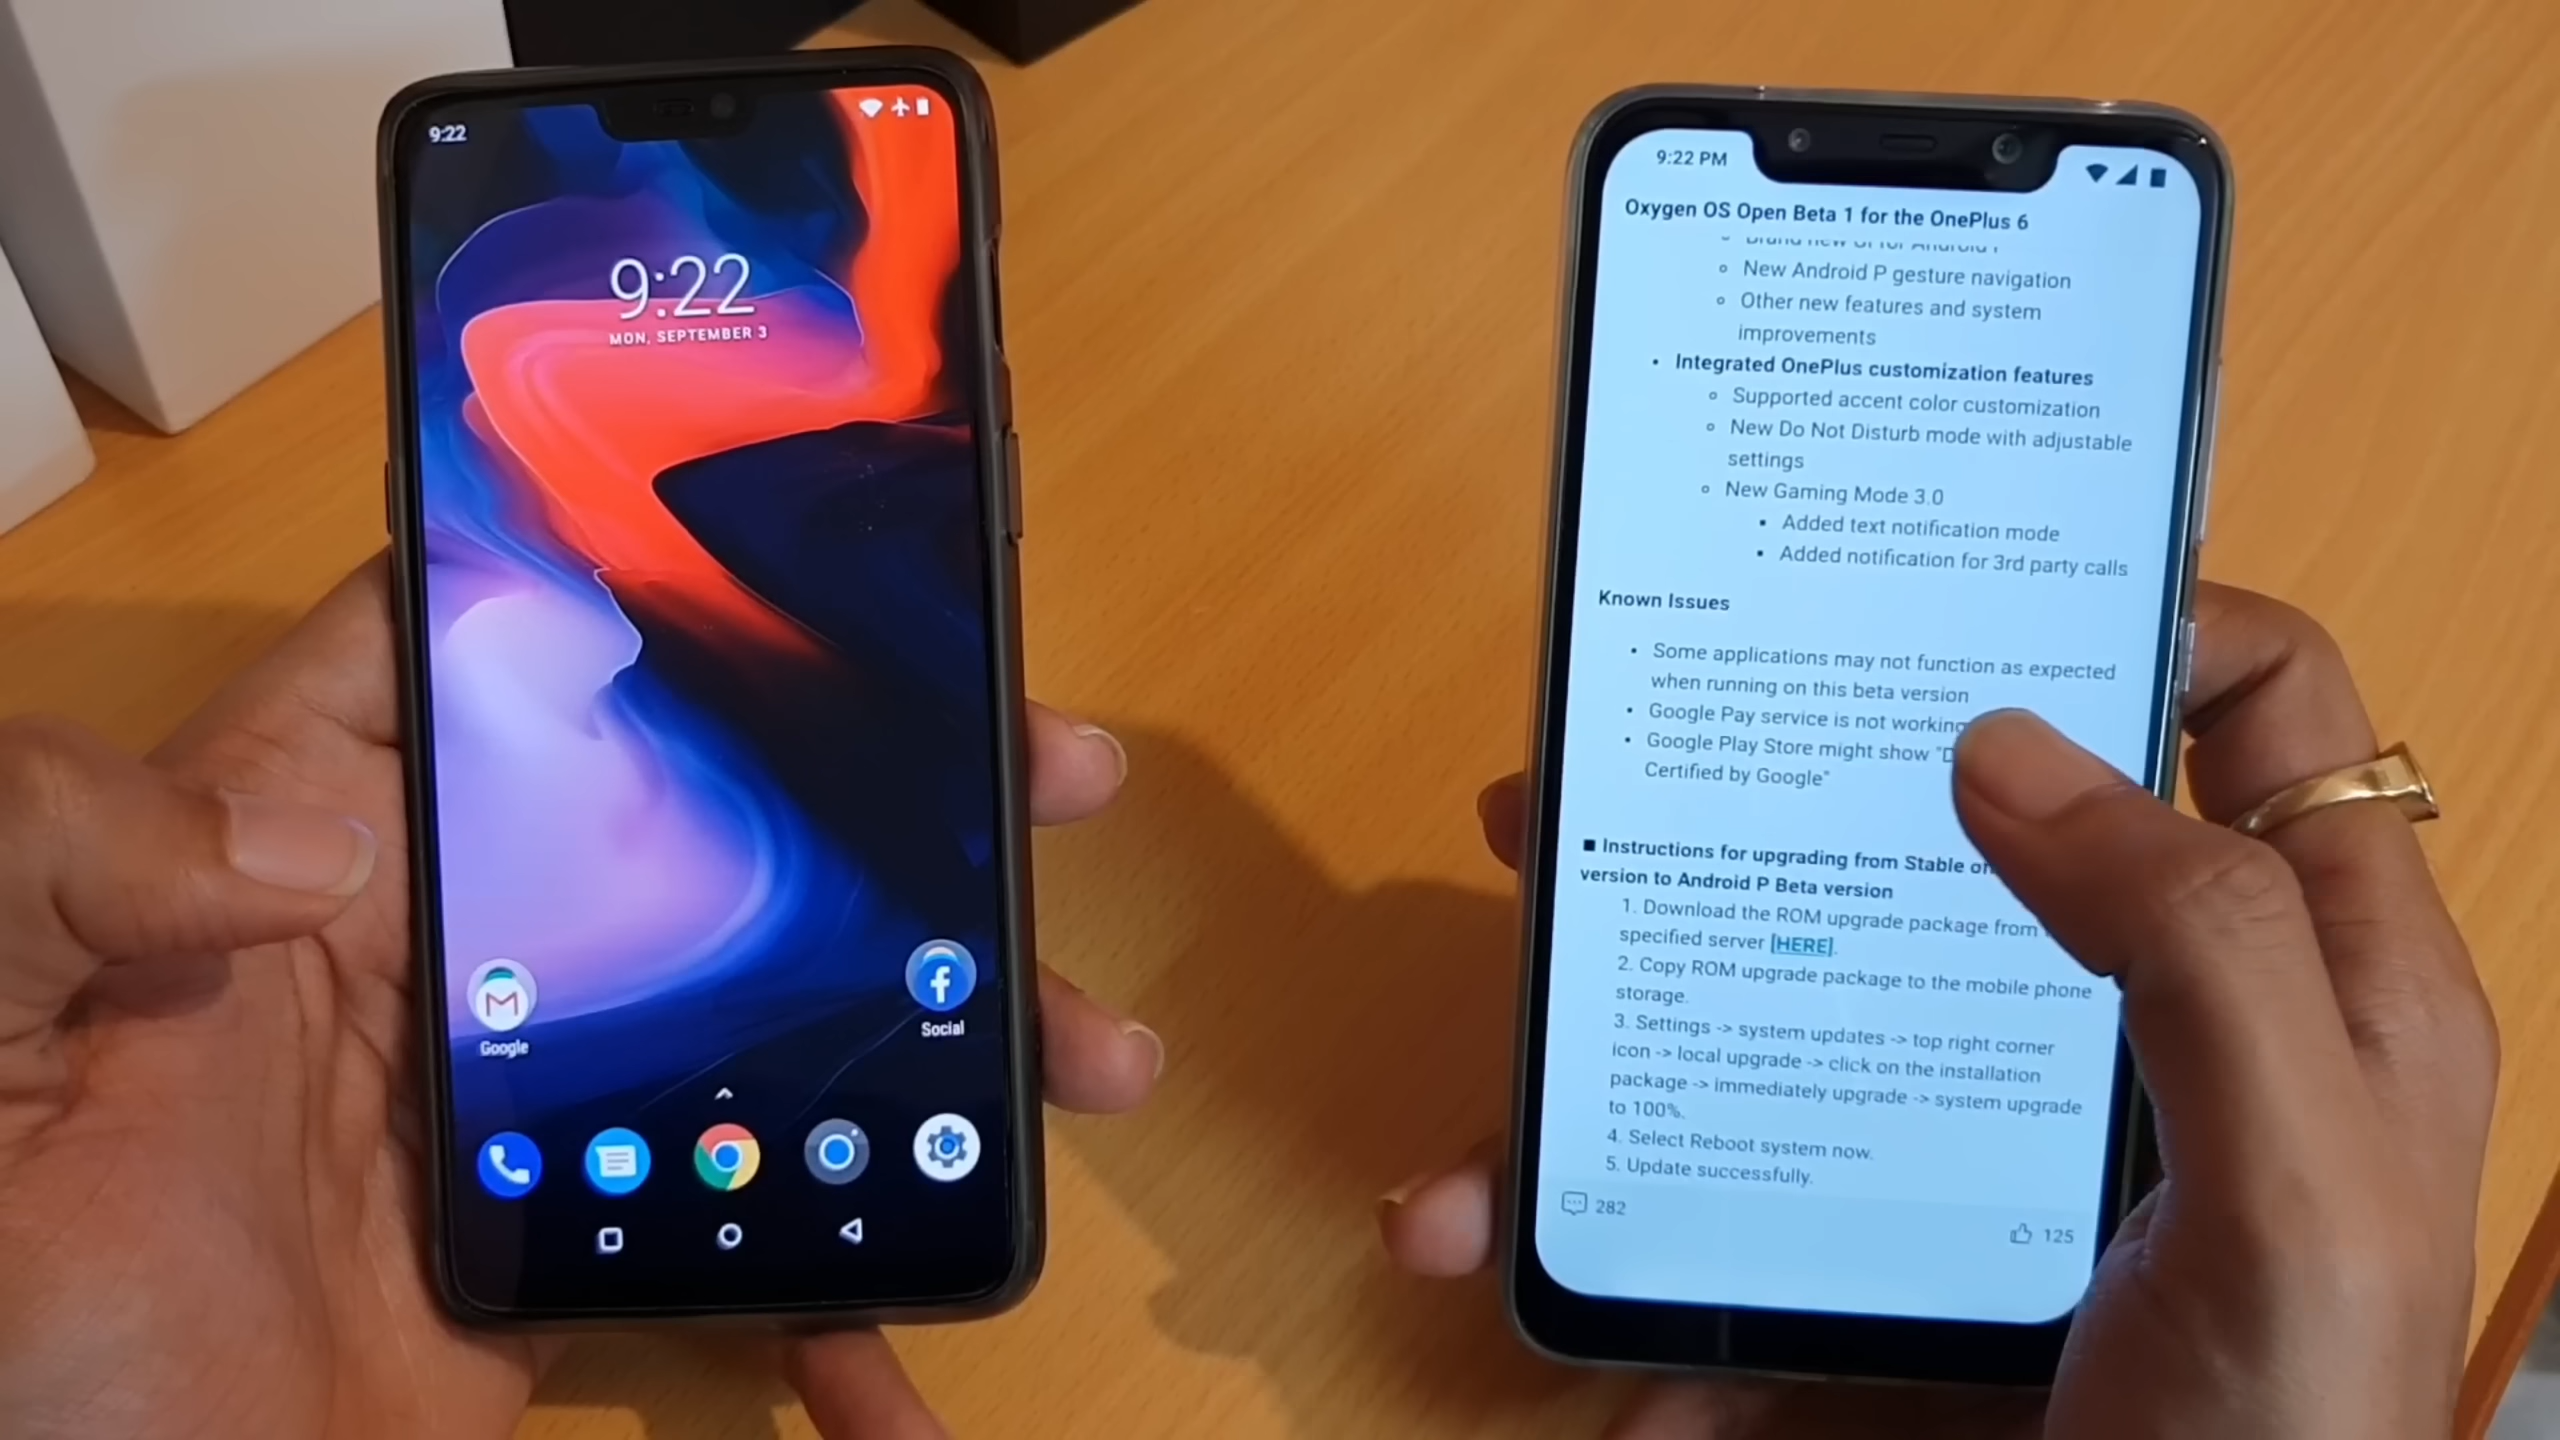 9:22
9:22
MON, SEPTEMBER 3
Google
Social
9:22 PM
Oxygen OS Open Beta 1 for the OnePlus 6
New Android P gesture navigation
Other new features and system
improvements
Integrated OnePlus customization features
Supported accent color customization
New Do Not Disturb mode with adjustable
settings
New Gaming Mode 3.0
Added text notification mode
Added notification for 3rd party calls
Known Issues
Some applications may not function as expected
when running on this beta version
Google Pay service is not working
Google Play Store might show "D
Certified by Google"
■ Instructions for upgrading from Stable or
version to Android P Beta version
1. Download the ROM upgrade package from
specified server [HERE].
2. Copy ROM upgrade package to the mobile phone
storage.
3. Settings -> system updates -> top right corner
icon -> local upgrade -> click on the installation
package -> immediately upgrade -> system upgrade
to 100%.
4. Select Reboot system now.
5. Update successfully.
282
125